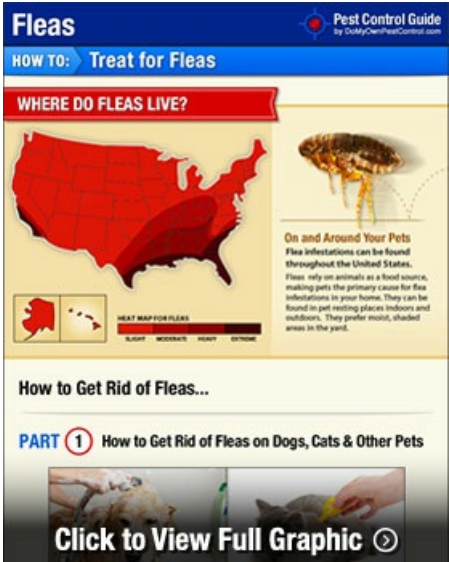 Fleas
Pest Control Guide
by DoMyOwnPestControl.com
HOW TO: Treat for Fleas
WHERE DO FLEAS LIVE?
On and Around Your Pets
Flea infestations can be found
throughout the United States.
Fleas rely on animals as a food source,
making pets the primary cause for flea
infestations in your home. They can be
found in pet resting places indoors and
outdoors. They prefer moist, shaded
areas in the yard.
HEAT MAP FOR FLEAS
SLIGHT MODERATE HEAVY EXTREME
How to Get Rid of Fleas...
PART 1 How to Get Rid of Fleas on Dogs, Cats & Other Pets
Click to View Full Graphic